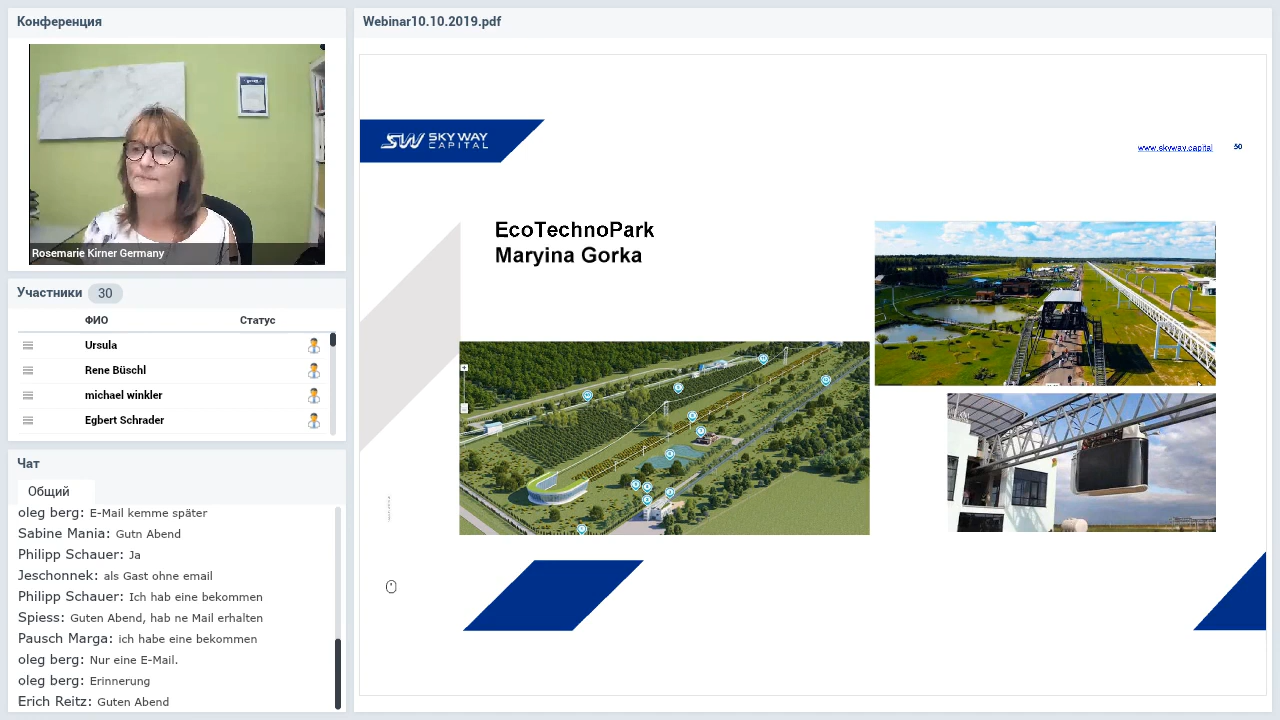 Конференция
Rosemarie Kirner Germany
Участники 30
ФИО Статус
Ursula
Rene Büschl
michael winkler
Egbert Schrader
Чат
Общий
oleg berg: E-Mail kemme später
Sabine Mania: Gutn Abend
Philipp Schauer: Ja
Jeschonnek: als Gast ohne email
Philipp Schauer: Ich hab eine bekommen
Spiess: Guten Abend, hab ne Mail erhalten
Pausch Marga: ich habe eine bekommen
oleg berg: Nur eine E-Mail.
oleg berg: Erinnerung
Erich Reitz: Guten Abend
Webinar10.10.2019.pdf
SW SKY WAY
CAPITAL
www.skyway.capital
EcoTechnoPark
Maryina Gorka